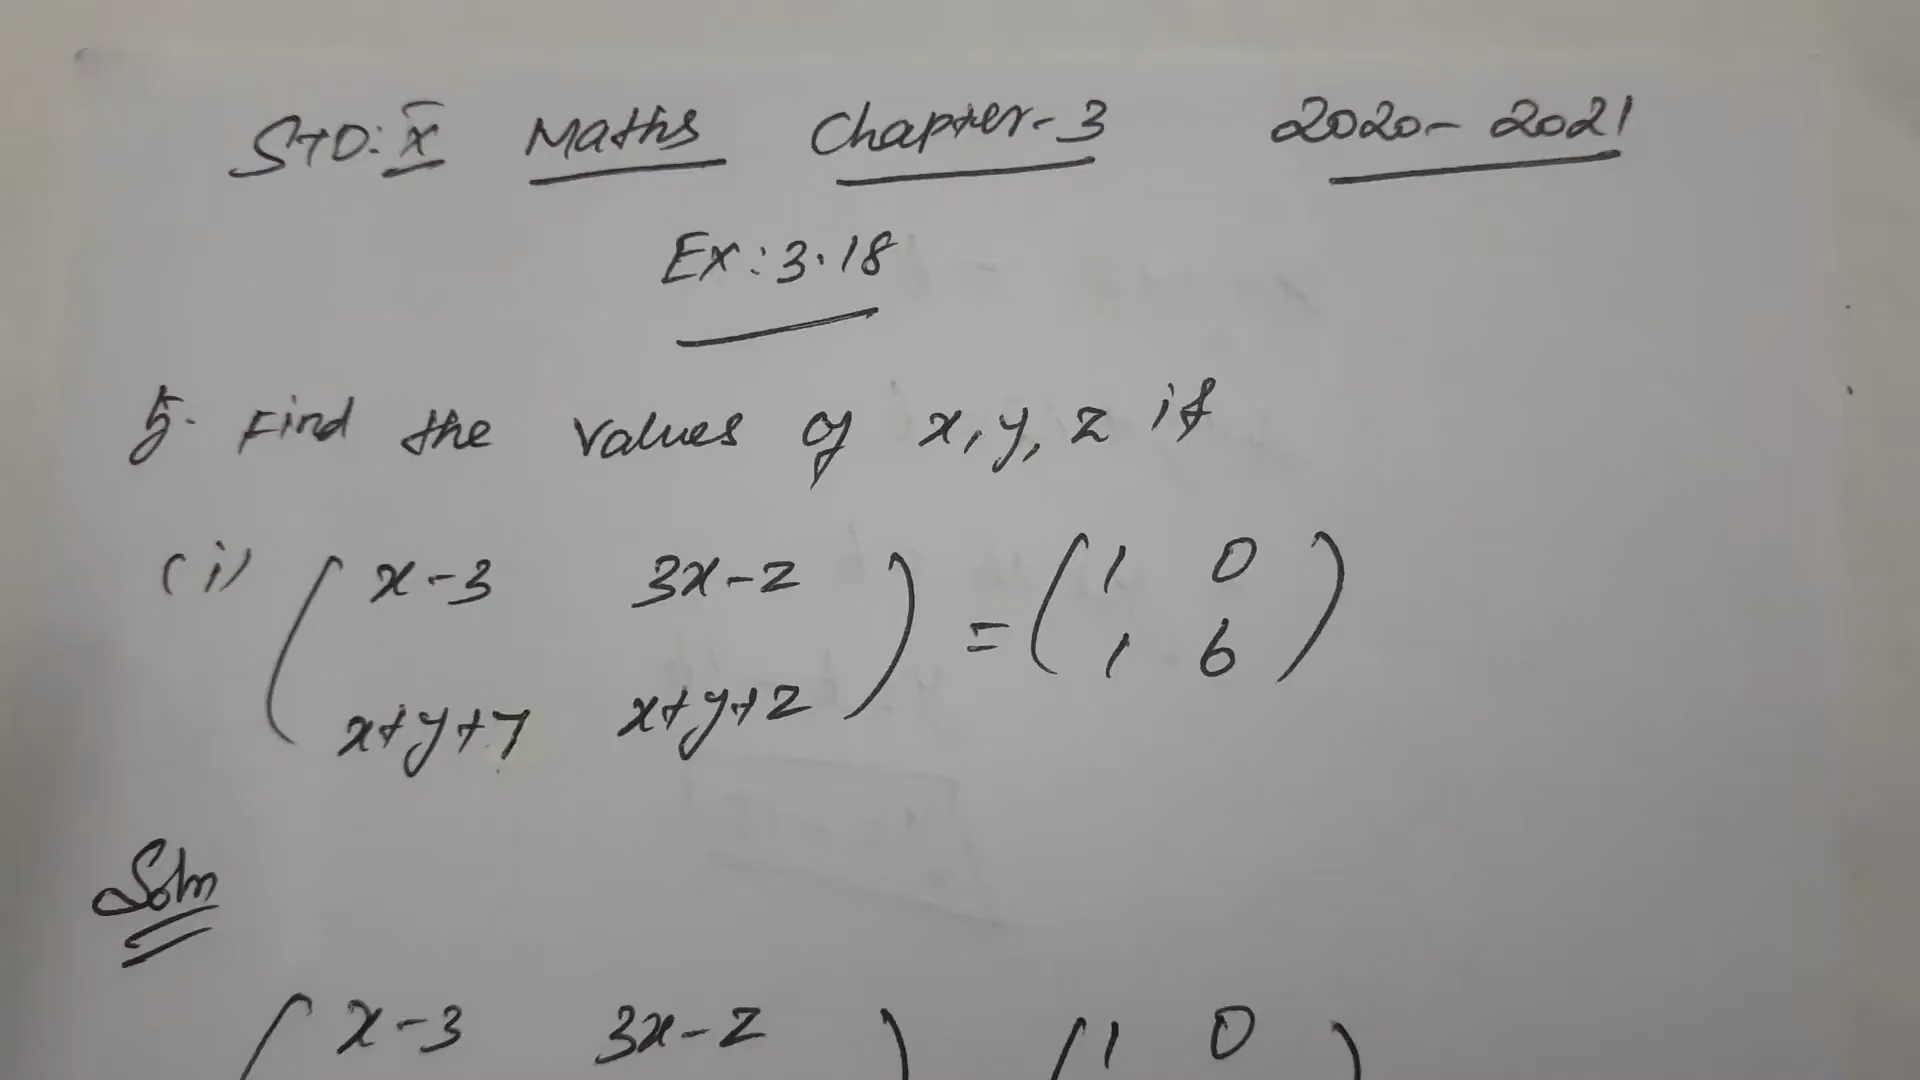 STD: X Maths Chapter-3 2020-2021
Ex: 3.18
5. Find the values of x, y, z if
(i) ( x-3 3x-z ) = ( 1 0 )
( x+y+7 x+y+z ) ( 1 6 )
Soln
( x-3 3x-z ) ( 1 0 )